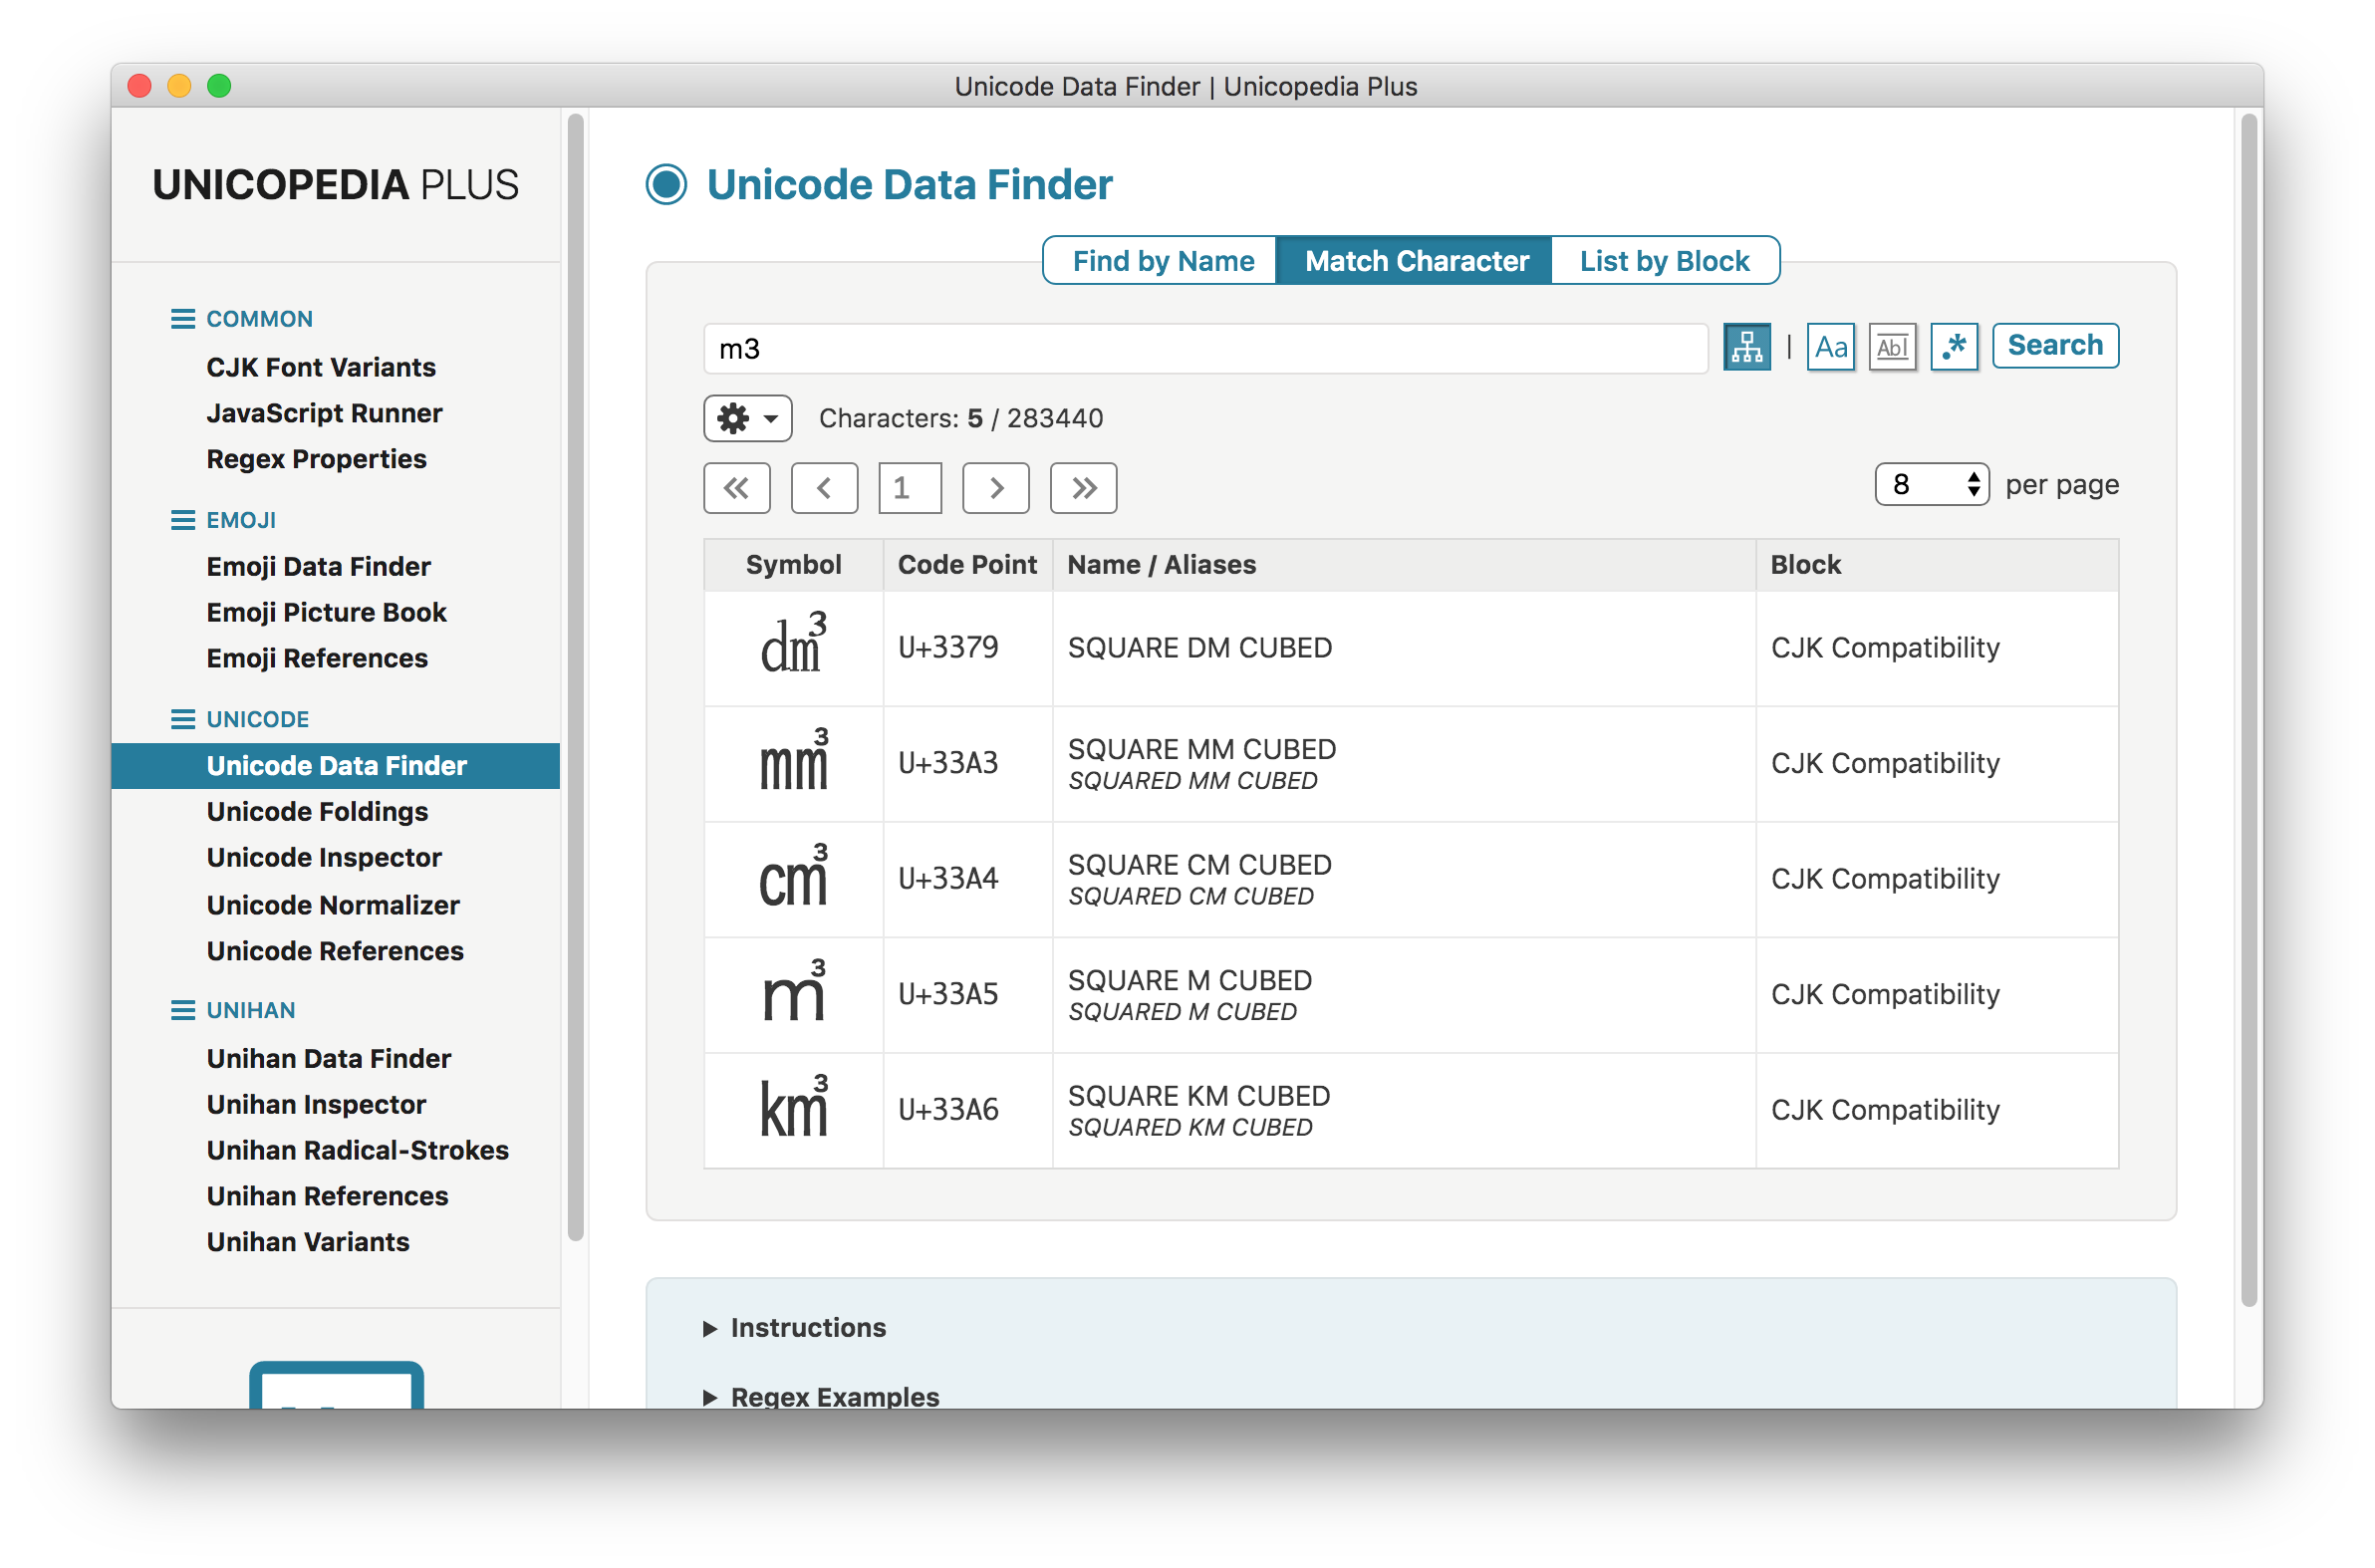 Unicode Data Finder | Unicopedia Plus
UNICOPEDIA PLUS
COMMON
CJK Font Variants
JavaScript Runner
Regex Properties
EMOJI
Emoji Data Finder
Emoji Picture Book
Emoji References
UNICODE
Unicode Data Finder
Unicode Foldings
Unicode Inspector
Unicode Normalizer
Unicode References
UNIHAN
Unihan Data Finder
Unihan Inspector
Unihan Radical-Strokes
Unihan References
Unihan Variants
Unicode Data Finder
Find by Name Match Character List by Block
m3 | Aa Ab| .* Search
Characters: 5 / 283440
« ‹ 1 › » 8 per page
Symbol Code Point Name / Aliases Block
㍹ U+3379 SQUARE DM CUBED CJK Compatibility
㎣ U+33A3 SQUARE MM CUBED CJK Compatibility
SQUARED MM CUBED
㎤ U+33A4 SQUARE CM CUBED CJK Compatibility
SQUARED CM CUBED
㎥ U+33A5 SQUARE M CUBED CJK Compatibility
SQUARED M CUBED
㎦ U+33A6 SQUARE KM CUBED CJK Compatibility
SQUARED KM CUBED
Instructions
Regex Examples